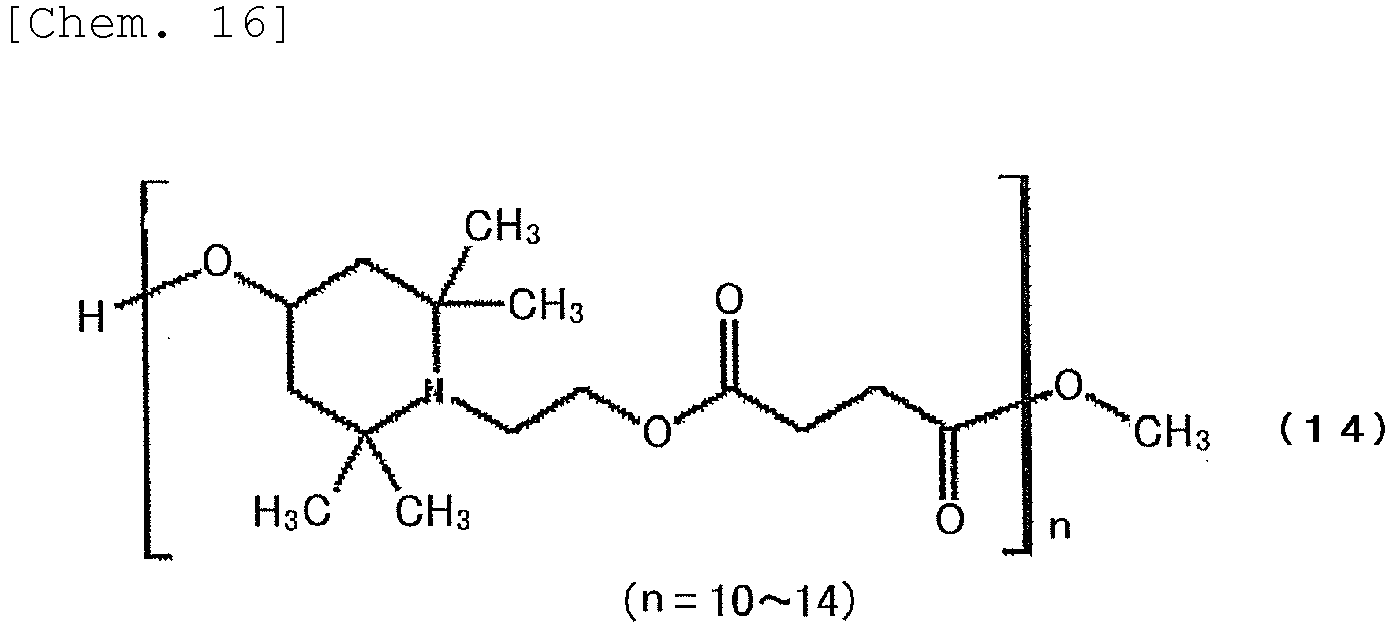 [Chem. 16]
CH₃
O
CH₃
H
O
N
O
O
CH₃
(14)
H₃C
CH₃
O
n
(n=10~14)